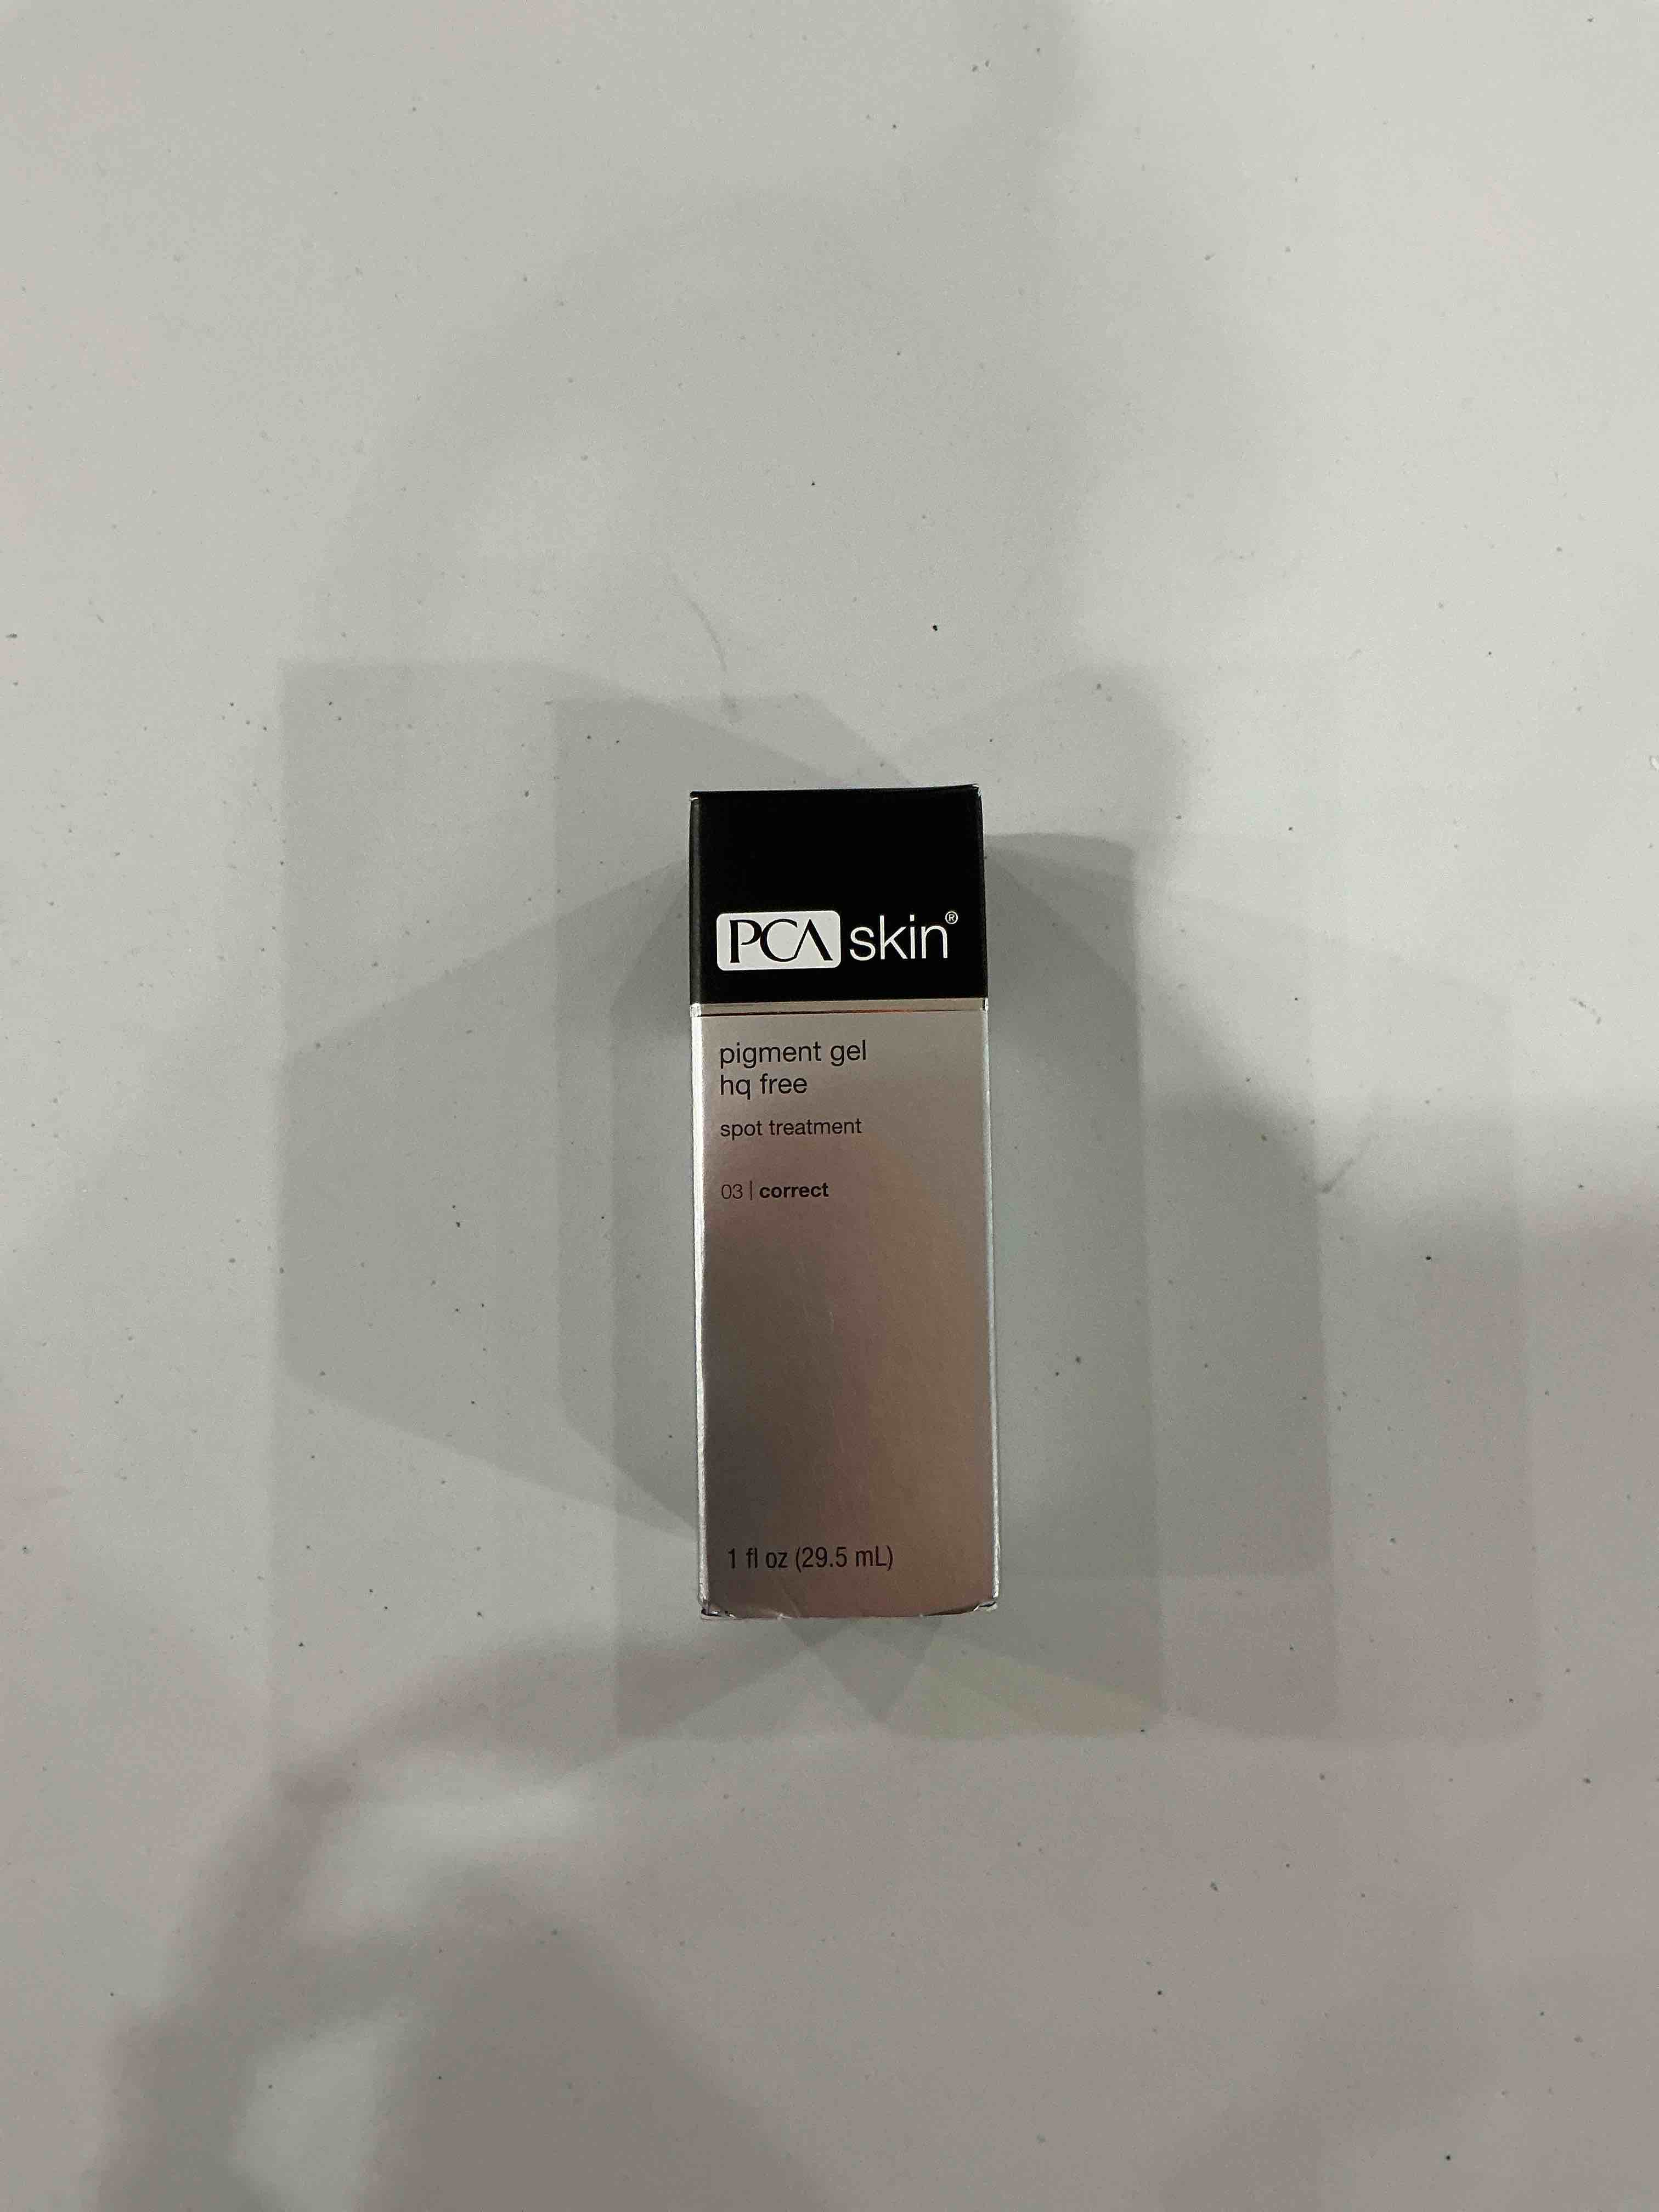 PCA skin®
pigment gel
hq free
spot treatment
03 | correct
1 fl oz (29.5 mL)